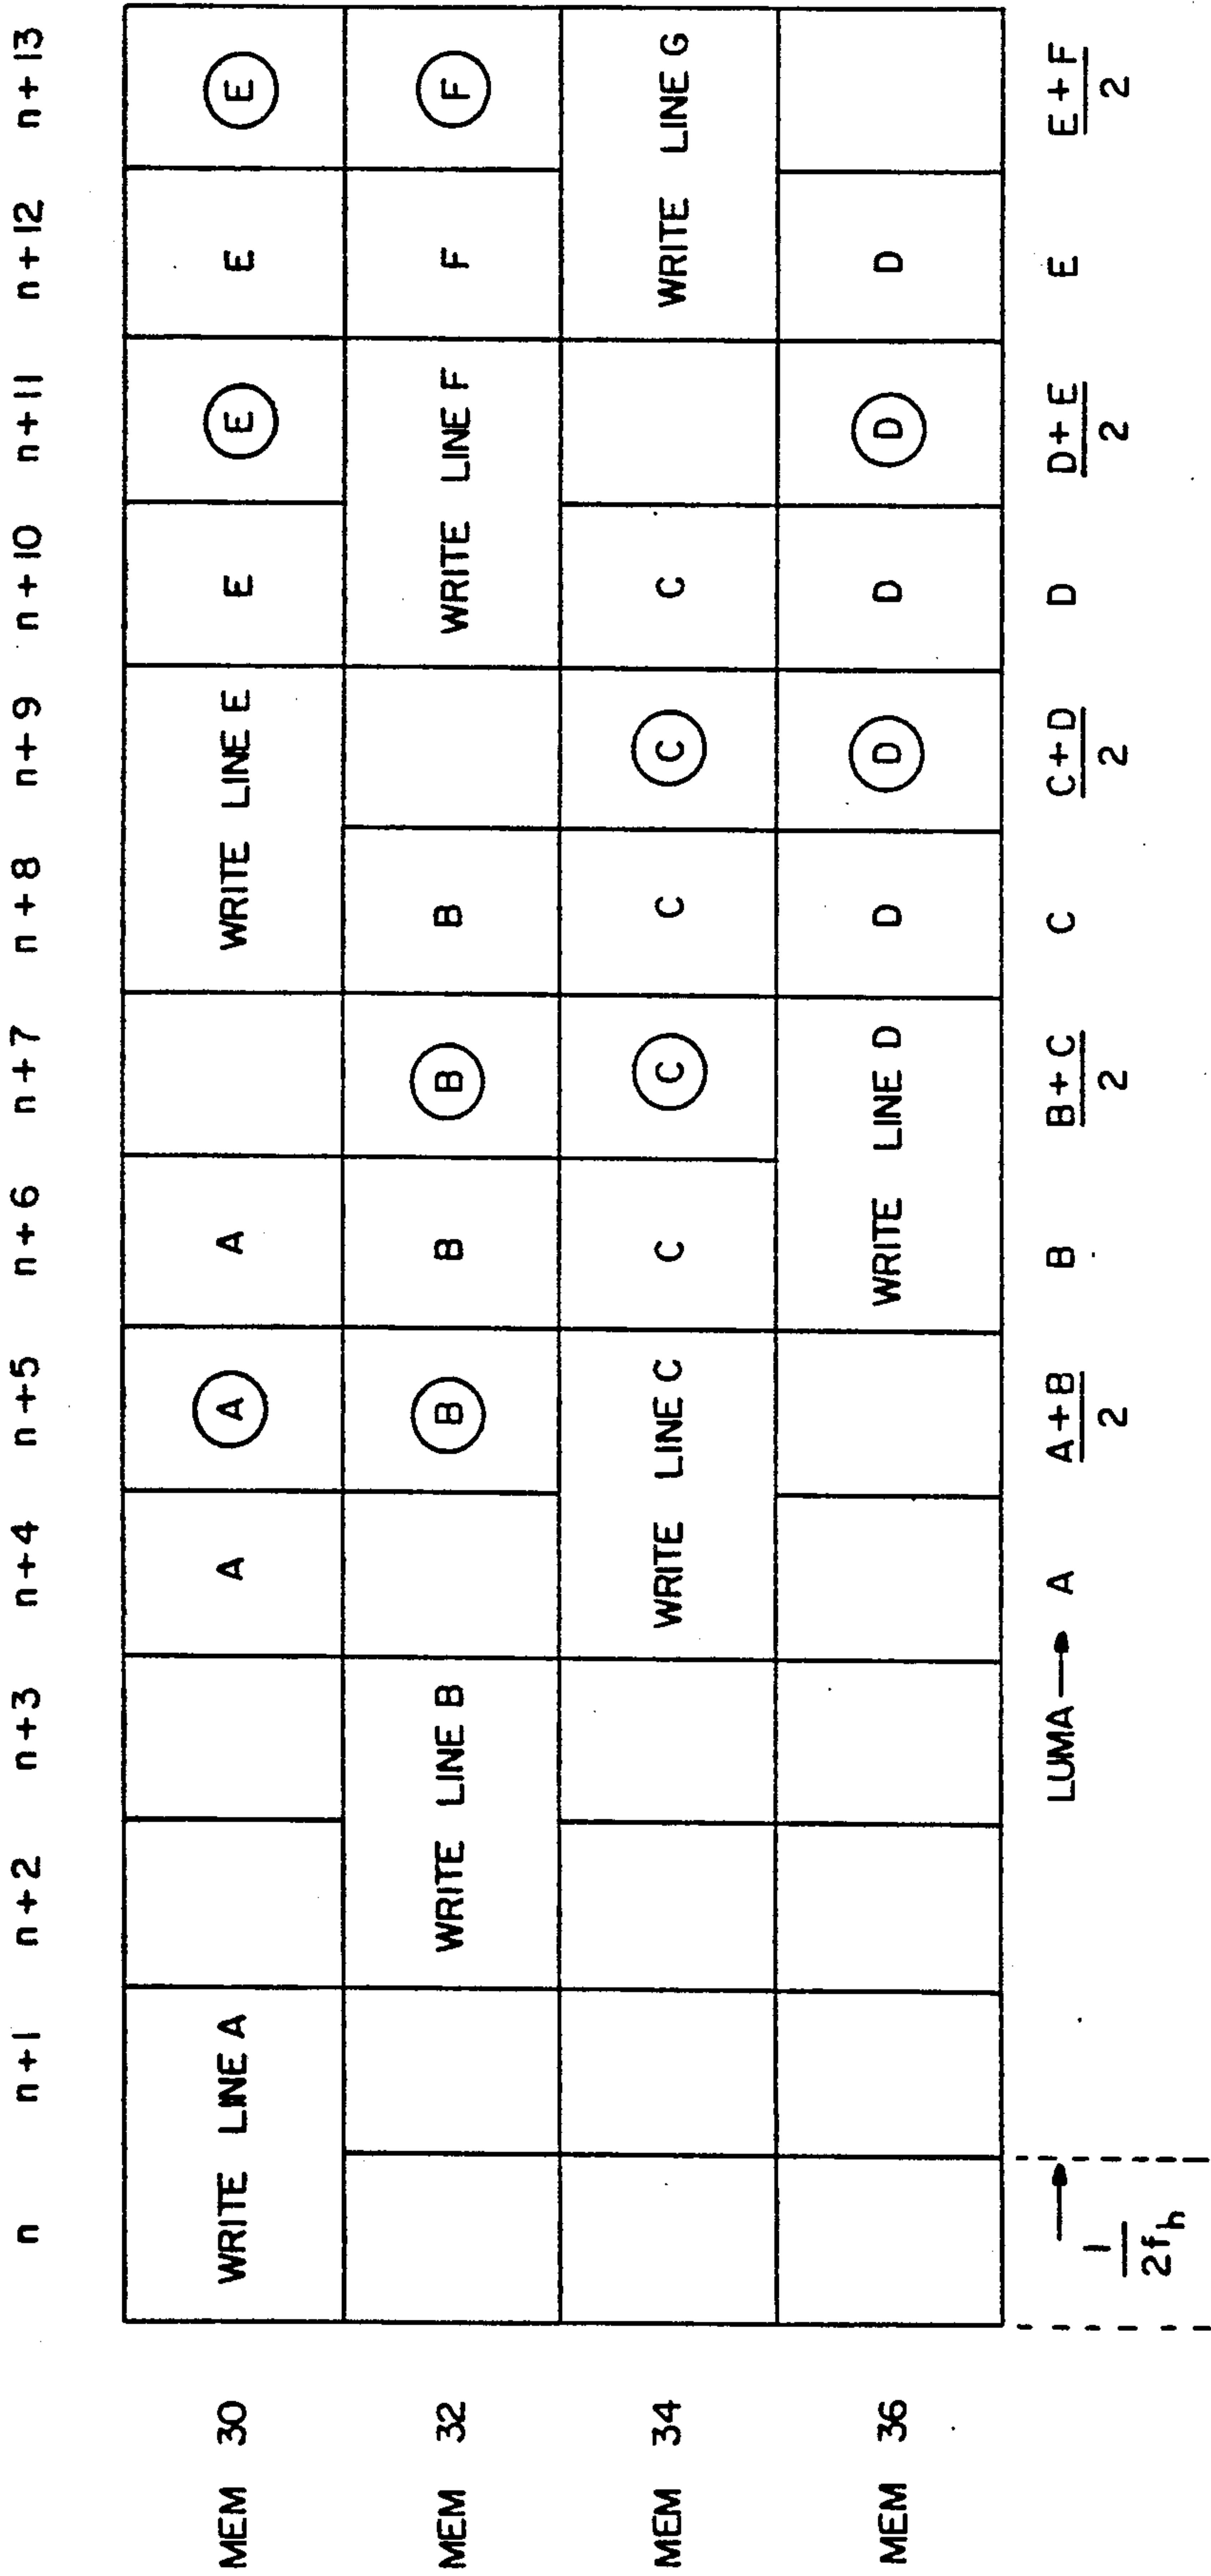 n n+1 n+2 n+3 n+4 n+5 n+6 n+7 n+8 n+9 n+10 n+11 n+12 n+13
MEM 30 WRITE LINE A A Ⓐ A WRITE LINE E E Ⓔ E Ⓔ
MEM 32 WRITE LINE B Ⓑ B Ⓑ B WRITE LINE F F Ⓕ
MEM 34 WRITE LINE C C Ⓒ C Ⓒ C WRITE LINE G
MEM 36 WRITE LINE D D Ⓓ D Ⓓ D
1/2fh → LUMA → A A+B/2 B B+C/2 C C+D/2 D D+E/2 E E+F/2